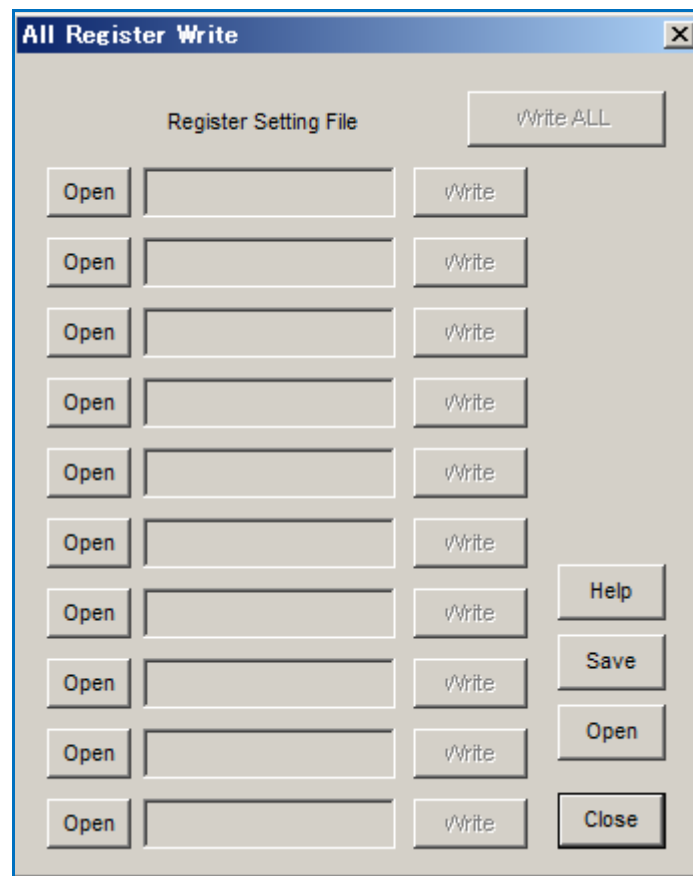 All Register Write
Register Setting File Write ALL
Open Write
Open Write
Open Write
Open Write
Open Write
Open Write
Help
Open Write
Save
Open Write
Open
Open Write
Close
Open Write